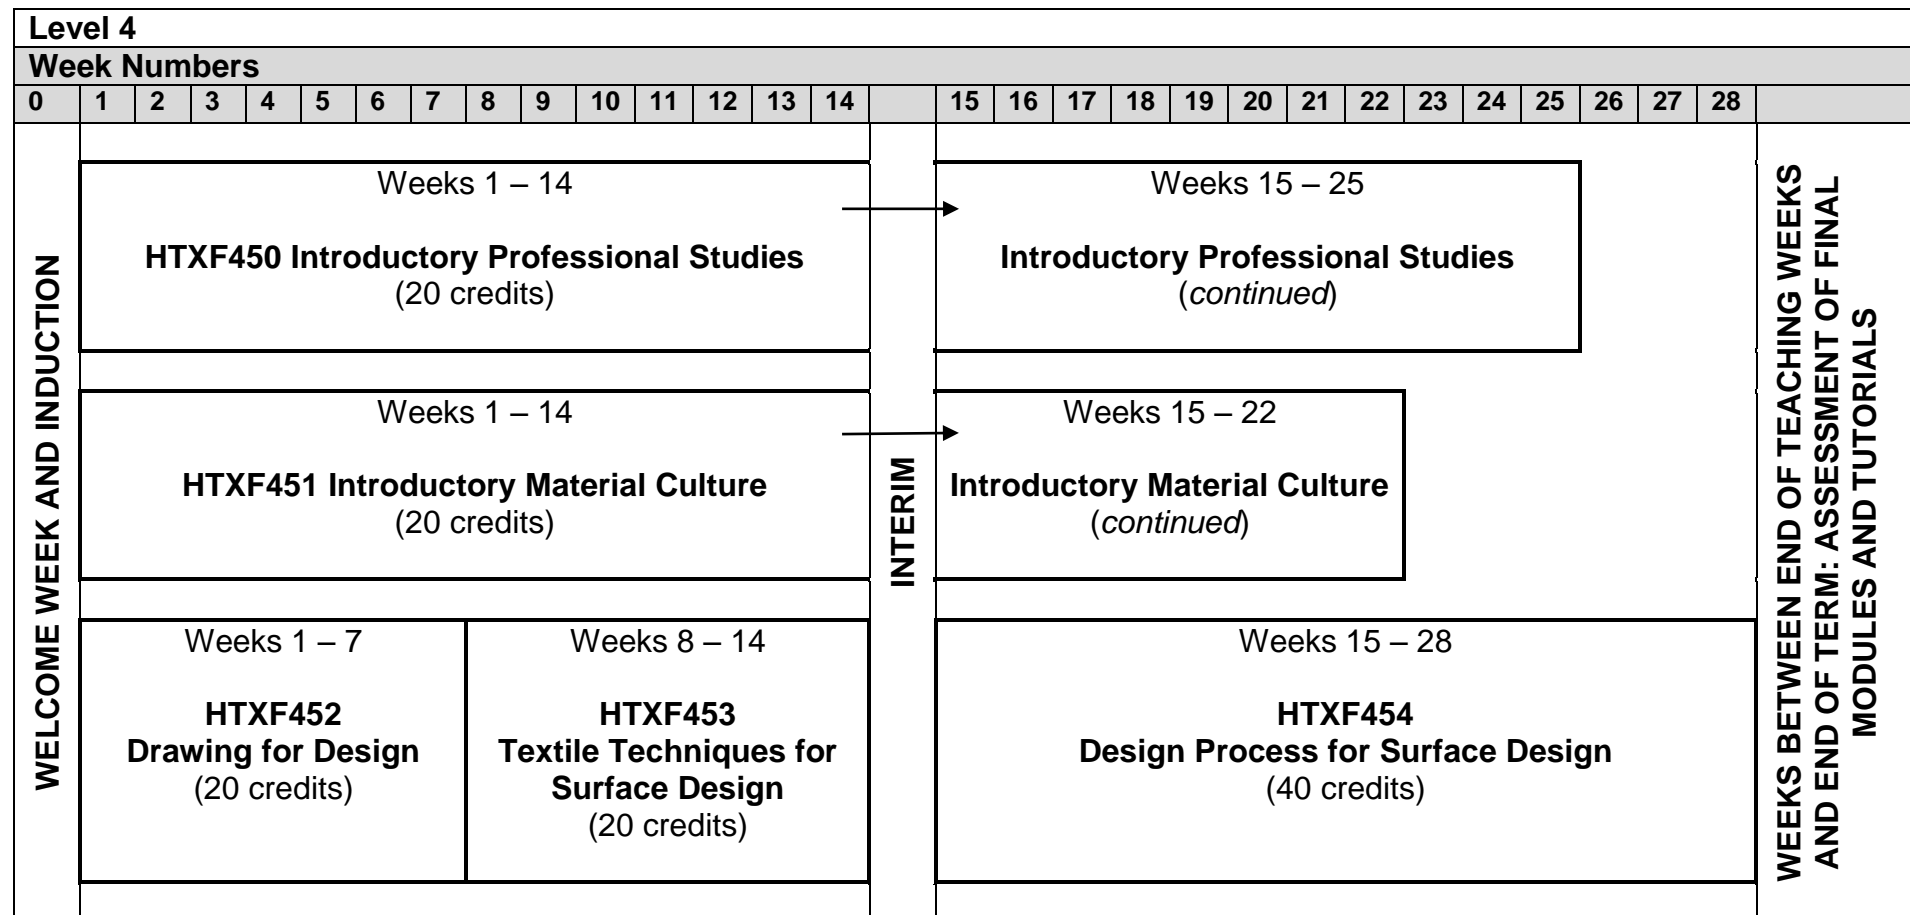 Level 4
Week Numbers
0 1 2 3 4 5 6 7 8 9 10 11 12 13 14 15 16 17 18 19 20 21 22 23 24 25 26 27 28
WELCOME WEEK AND INDUCTION
Weeks 1 – 14
HTXF450 Introductory Professional Studies
(20 credits)
Weeks 15 – 25
Introductory Professional Studies
(continued)
Weeks 1 – 14
HTXF451 Introductory Material Culture
(20 credits)
INTERIM
Weeks 15 – 22
Introductory Material Culture
(continued)
Weeks 1 – 7
HTXF452
Drawing for Design
(20 credits)
Weeks 8 – 14
HTXF453
Textile Techniques for
Surface Design
(20 credits)
Weeks 15 – 28
HTXF454
Design Process for Surface Design
(40 credits)
WEEKS BETWEEN END OF TEACHING WEEKS
AND END OF TERM: ASSESSMENT OF FINAL
MODULES AND TUTORIALS